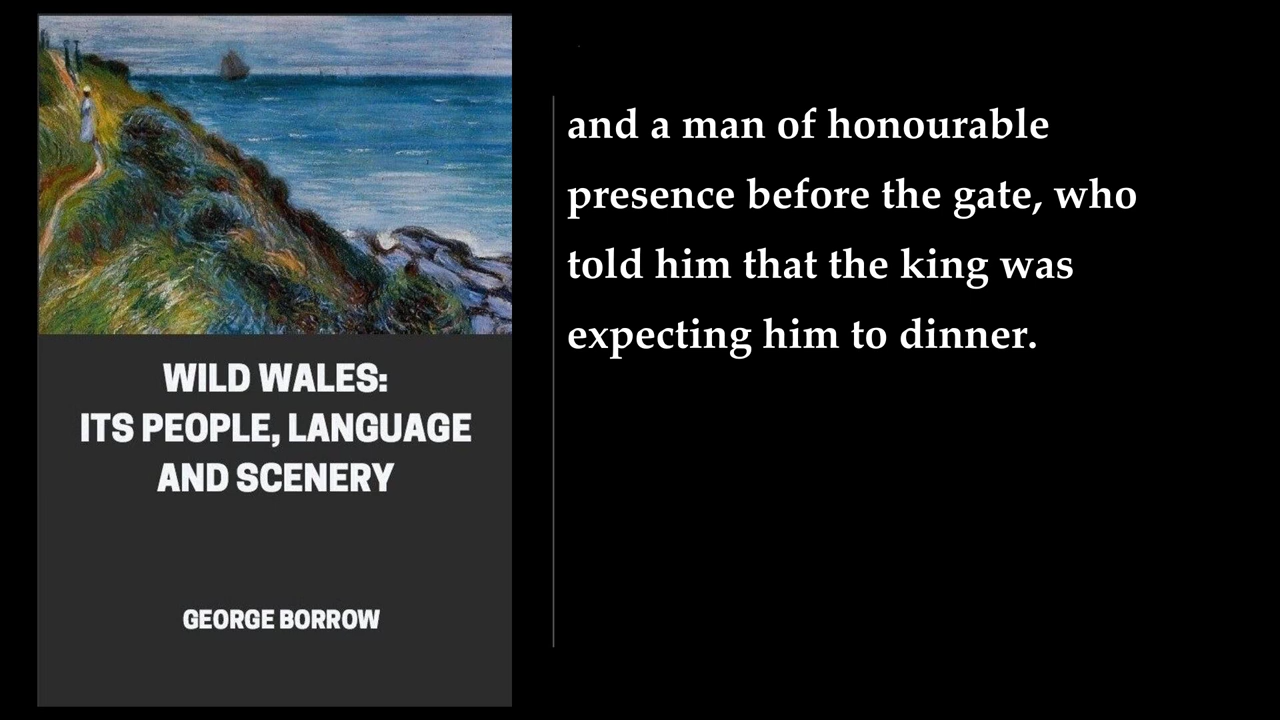 WILD WALES:
ITS PEOPLE, LANGUAGE
AND SCENERY
GEORGE BORROW
and a man of honourable
presence before the gate, who
told him that the king was
expecting him to dinner.